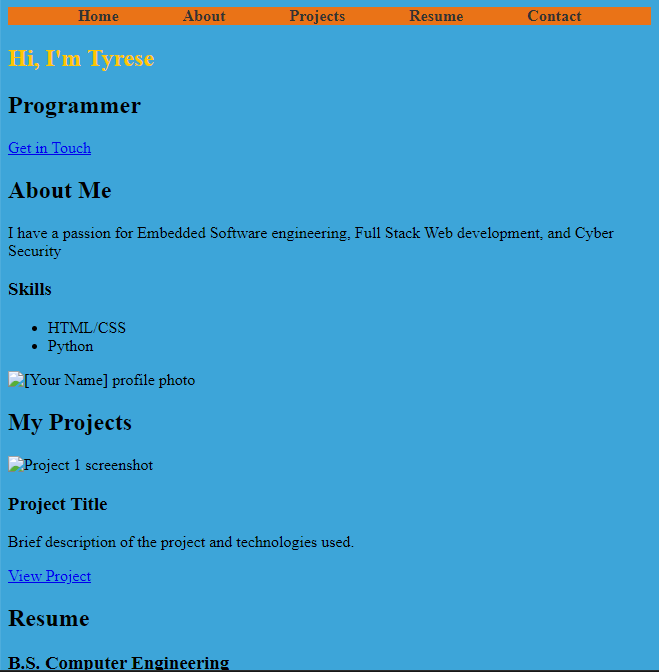 Home About Projects Resume Contact
Hi, I'm Tyrese
Programmer
Get in Touch
About Me
I have a passion for Embedded Software engineering, Full Stack Web development, and Cyber
Security
Skills
HTML/CSS
Python
[Your Name] profile photo
My Projects
Project 1 screenshot
Project Title
Brief description of the project and technologies used.
View Project
Resume
B.S. Computer Engineering